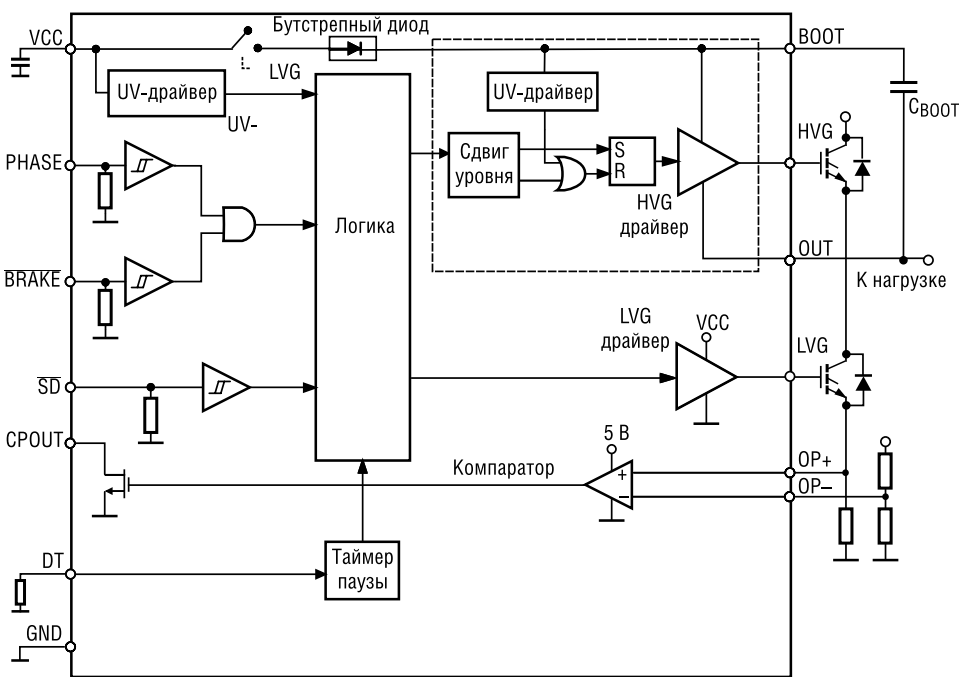 Бутстрепный диод
VCC
BOOT
LVG
UV-драйвер
UV-
UV-драйвер
CBOOT
PHASE
HVG
Сдвиг
уровня
S
R
HVG
драйвер
Логика
OUT
К нагрузке
BRAKE
LVG
драйвер
VCC
LVG
SD
CPOUT
5 В
Компаратор
+
–
OP+
OP–
DT
Таймер
паузы
GND